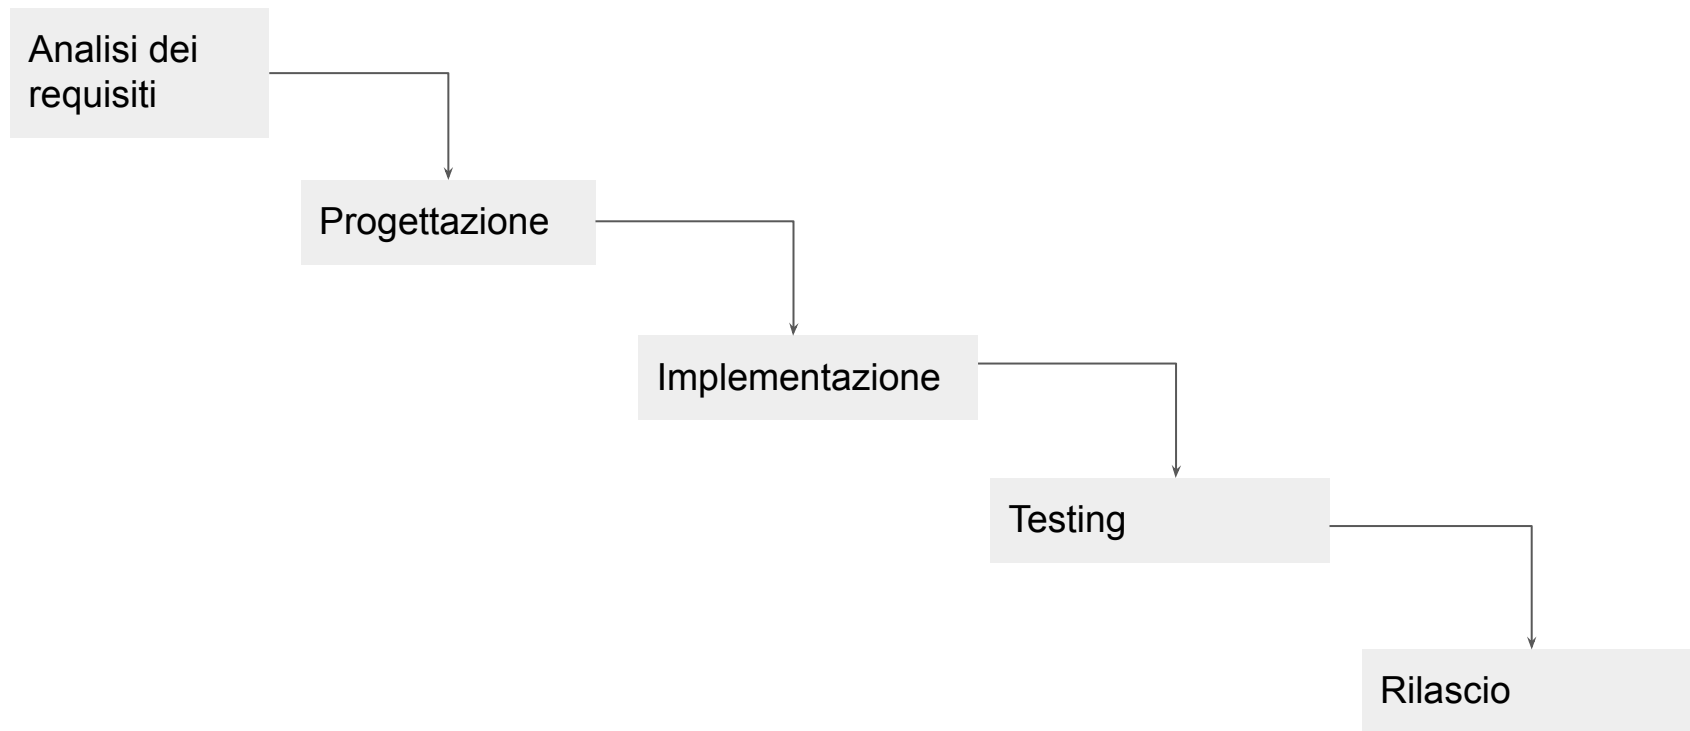 Analisi dei
requisiti
Progettazione
Implementazione
Testing
Rilascio